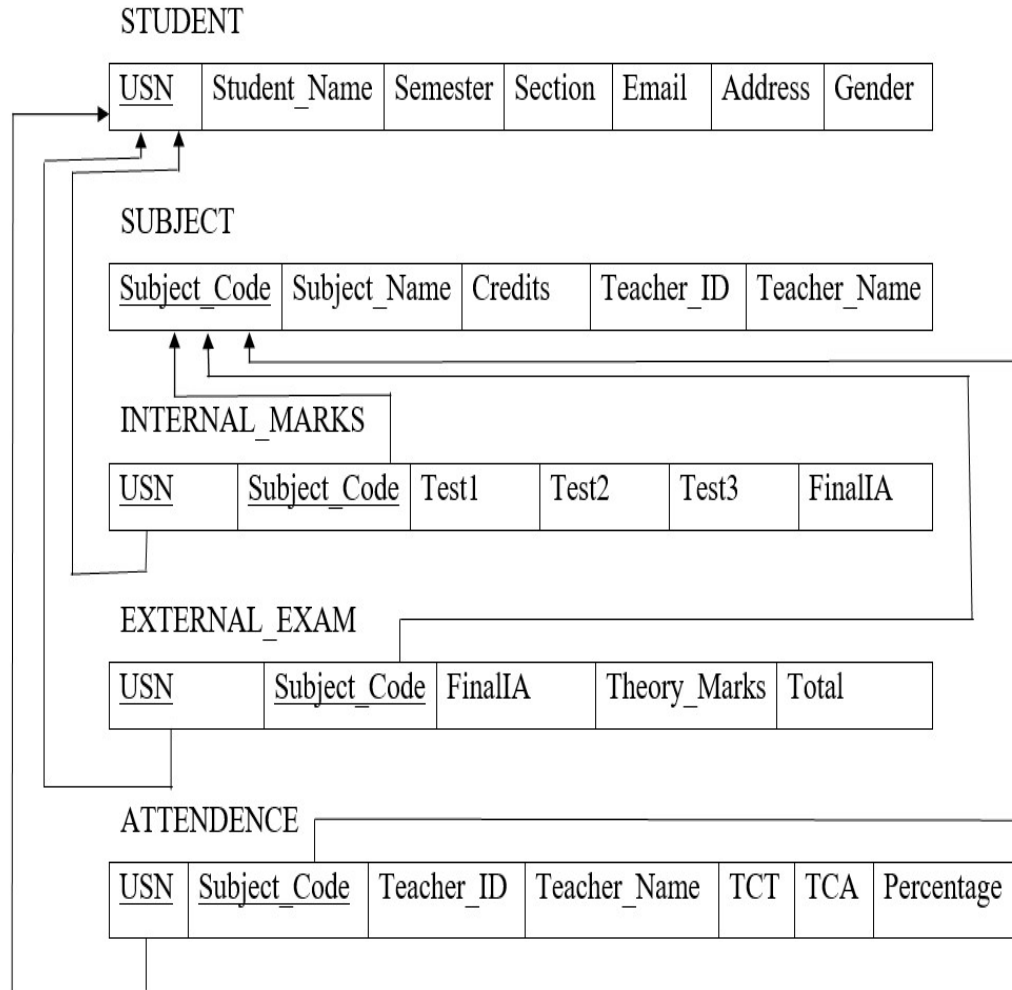 STUDENT
USN Student_Name Semester Section Email Address Gender
SUBJECT
Subject_Code Subject_Name Credits Teacher_ID Teacher_Name
INTERNAL_MARKS
USN Subject_Code Test1 Test2 Test3 FinalIA
EXTERNAL_EXAM
USN Subject_Code FinalIA Theory_Marks Total
ATTENDENCE
USN Subject_Code Teacher_ID Teacher_Name TCT TCA Percentage